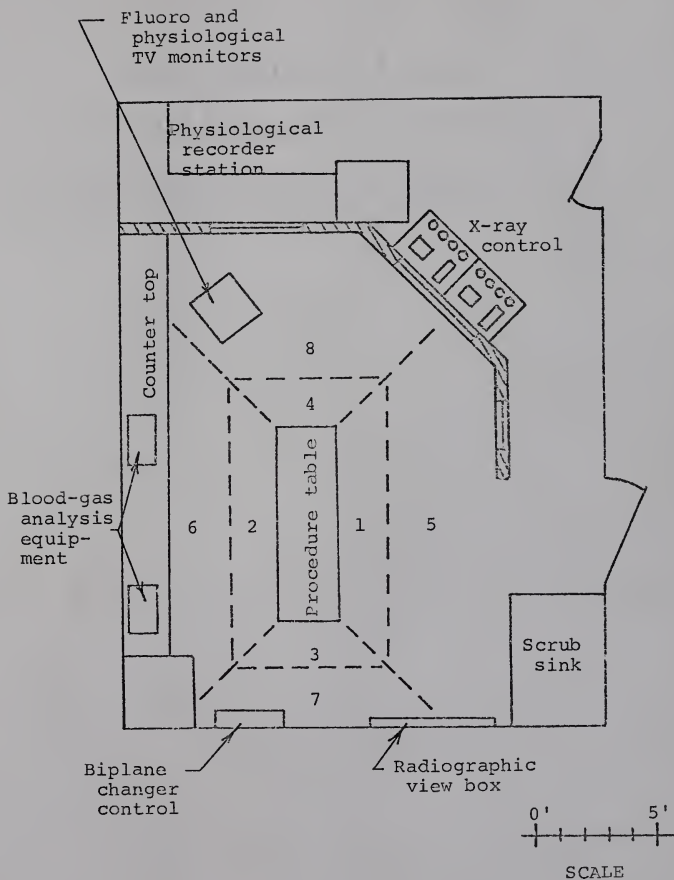 Fluoro and
physiological
TV monitors
Physiological
recorder
station
X-ray
control
Counter top
8
4
Blood-gas
analysis
equip-
ment
6
2
Procedure table
1
5
3
7
Scrub
sink
Biplane
changer
control
Radiographic
view box
0' 5'
SCALE